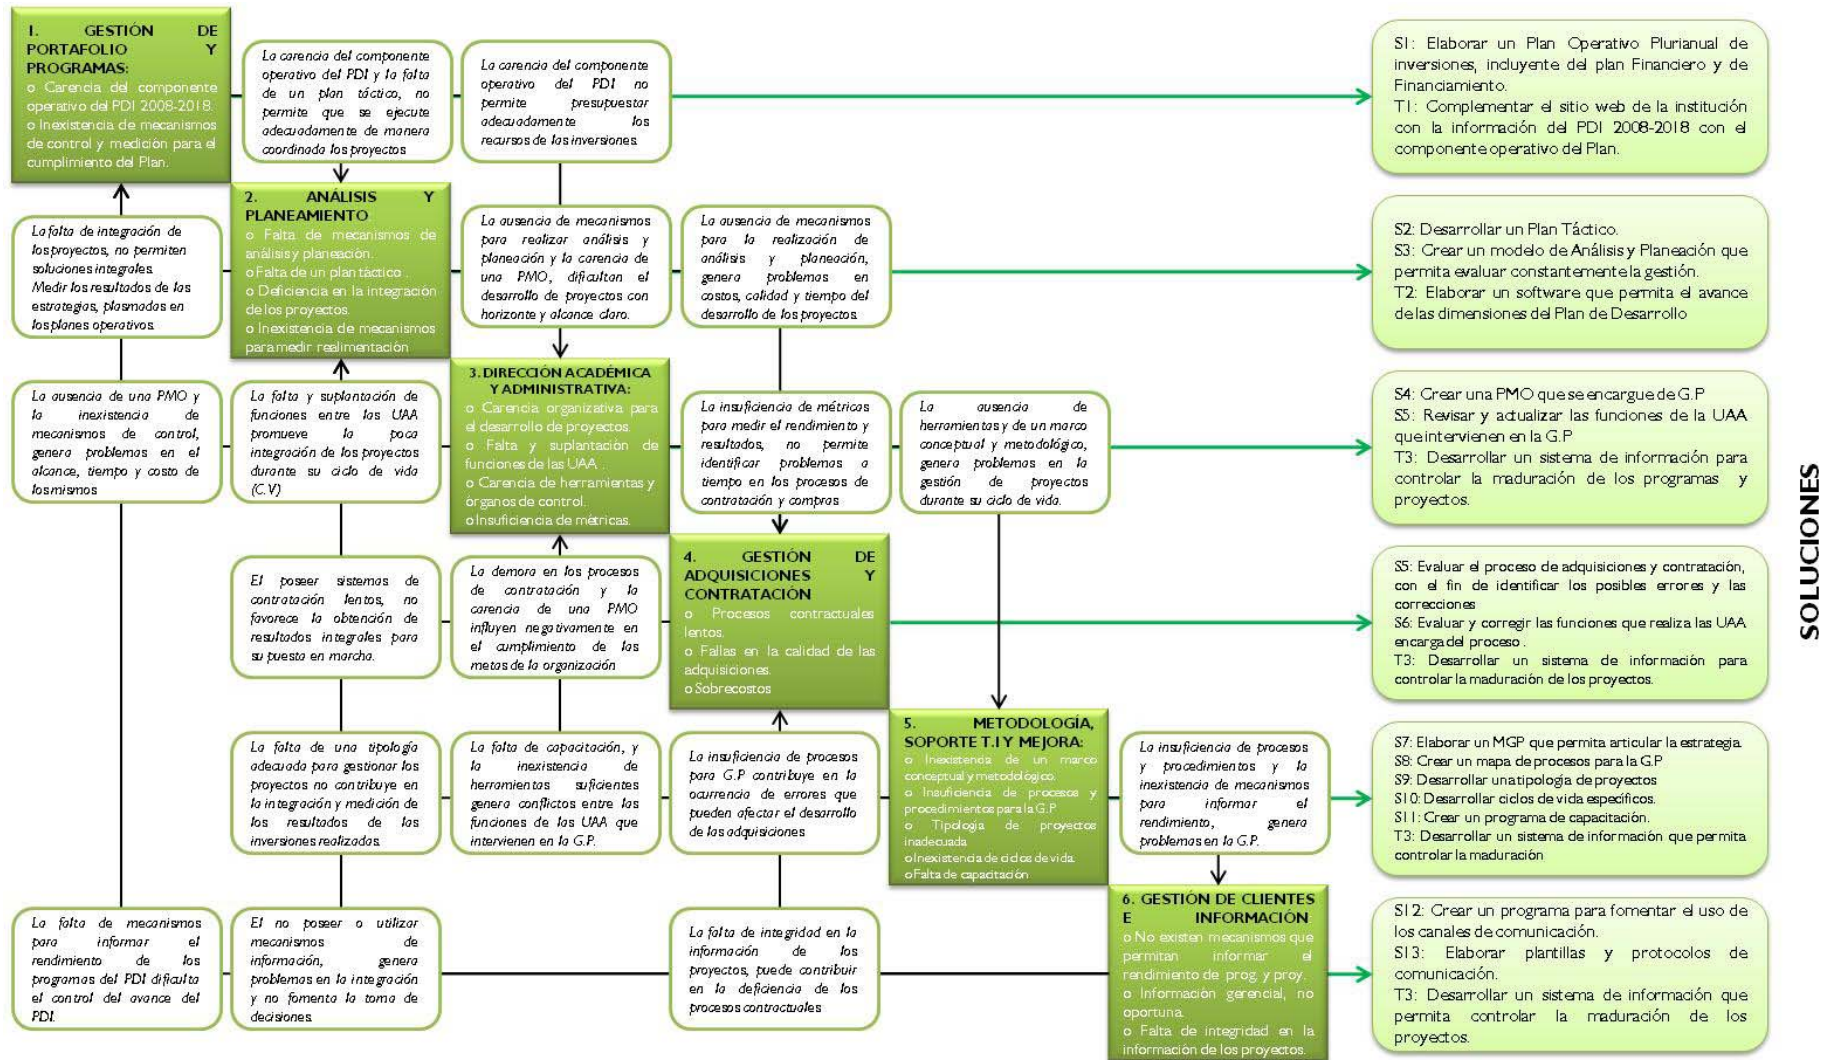 1. GESTIÓN DE
PORTAFOLIO Y
PROGRAMAS:
o Carencia del componente
operativo del PDI 2008-2018.
o Inexistencia de mecanismos
de control y medición para el
cumplimiento del Plan.
La carencia del componente
operativo del PDI y la falta
de un plan táctico, no
permite que se ejecute
adecuadamente de manera
coordinada los proyectos
La carencia del componente
operativo del PDI no
permite presupuestar
adecuadamente los
recursos de las inversiones.
S1: Elaborar un Plan Operativo Plurianual de
inversiones, incluyente del plan Financiero y de
Financiamiento.
T1: Complementar el sitio web de la institución
con la información del PDI 2008-2018 con el
componente operativo del Plan.
La falta de integración de
los proyectos, no permiten
soluciones integrales.
Medir los resultados de las
estrategias, plasmadas en
los planes operativos.
2. ANÁLISIS Y
PLANEAMIENTO
o Falta de mecanismos de
análisis y planeación.
o Falta de un plan táctico .
o Deficiencia en la integración
de los proyectos.
o Inexistencia de mecanismos
para medir realimentación
La ausencia de mecanismos
para realizar análisis y
planeación y la carencia de
una PMO, dificultan el
desarrollo de proyectos con
horizonte y alcance claro.
La ausencia de mecanismos
para la realización de
análisis y planeación,
genera problemas en
costos, calidad y tiempo del
desarrollo de los proyectos.
S2: Desarrollar un Plan Táctico.
S3: Crear un modelo de Análisis y Planeación que
permita evaluar constantemente la gestión.
T2: Elaborar un software que permita el avance
de las dimensiones del Plan de Desarrollo
La ausencia de una PMO y
la inexistencia de
mecanismos de control,
genera problemas en el
alcance, tiempo y costo de
los mismos
La falta y suplantación de
funciones entre las UAA
promueve la poca
integración de los proyectos
durante su ciclo de vida
(C.V)
3. DIRECCIÓN ACADÉMICA
Y ADMINISTRATIVA:
o Carencia organizativa para
el desarrollo de proyectos.
o Falta y suplantación de
funciones de las UAA .
o Carencia de herramientas y
órganos de control.
o Insuficiencia de métricas.
La insuficiencia de métricas
para medir el rendimiento y
resultados, no permite
identificar problemas a
tiempo en los procesos de
contratación y compras
La ausencia de
herramientas y de un marco
conceptual y metodológico,
genera problemas en la
gestión de proyectos
durante su ciclo de vida.
S4: Crear una PMO que se encargue de G.P
S5: Revisar y actualizar las funciones de la UAA
que intervienen en la G.P
T3: Desarrollar un sistema de información para
controlar la maduración de los programas y
proyectos.
SOLUCIONES
El poseer sistemas de
contratación lentos, no
favorece la obtención de
resultados integrales para
su puesta en marcha.
La demora en los procesos
de contratación y la
carencia de una PMO
influyen negativamente en
el cumplimiento de las
metas de la organización
4. GESTIÓN DE
ADQUISICIONES Y
CONTRATACIÓN
o Procesos contractuales
lentos.
o Fallas en la calidad de las
adquisiciones.
o Sobrecostos
S5: Evaluar el proceso de adquisiciones y contratación,
con el fin de identificar los posibles errores y las
correcciones
S6: Evaluar y corregir las funciones que realiza las UAA
encarga del proceso .
T3: Desarrollar un sistema de información para
controlar la maduración de los proyectos.
La falta de una tipología
adecuada para gestionar los
proyectos no contribuye en
la integración y medición de
los resultados de las
inversiones realizadas.
La falta de capacitación, y
la inexistencia de
herramientas suficientes
genera conflictos entre las
funciones de las UAA que
intervienen en la G.P.
La insuficiencia de procesos
para G.P contribuye en la
ocurrencia de errores que
pueden afectar el desarrollo
de las adquisiciones
5. METODOLOGÍA,
SOPORTE T.I Y MEJORA:
o Inexistencia de un marco
conceptual y metodológico.
o Insuficiencia de procesos y
procedimientos para la G.P
o Tipología de proyectos
inadecuada
o Inexistencia de ciclos de vida.
o Falta de capacitación
La insuficiencia de procesos
y procedimientos y la
inexistencia de mecanismos
para informar el
rendimiento, genera
problemas en la G.P.
S7: Elaborar un MGP que permita articular la estrategia.
S8: Crear un mapa de procesos para la G.P
S9: Desarrollar una tipología de proyectos
S10: Desarrollar ciclos de vida específicos.
S11: Crear un programa de capacitación.
T3: Desarrollar un sistema de información que permita
controlar la maduración
La falta de mecanismos
para informar el
rendimiento de los
programas del PDI dificulta
el control del avance del
PDI.
El no poseer o utilizar
mecanismos de
información, genera
problemas en la integración
y no fomenta la toma de
decisiones.
La falta de integridad en la
información de los
proyectos, puede contribuir
en la deficiencia de los
procesos contractuales
6. GESTIÓN DE CLIENTES
E INFORMACIÓN
o No existen mecanismos que
permitan informar el
rendimiento de prog. y proy.
o Información gerencial, no
oportuna.
o Falta de integridad en la
información de los proyectos.
S12: Crear un programa para fomentar el uso de
los canales de comunicación.
S13: Elaborar plantillas y protocolos de
comunicación.
T3: Desarrollar un sistema de información que
permita controlar la maduración de los
proyectos.